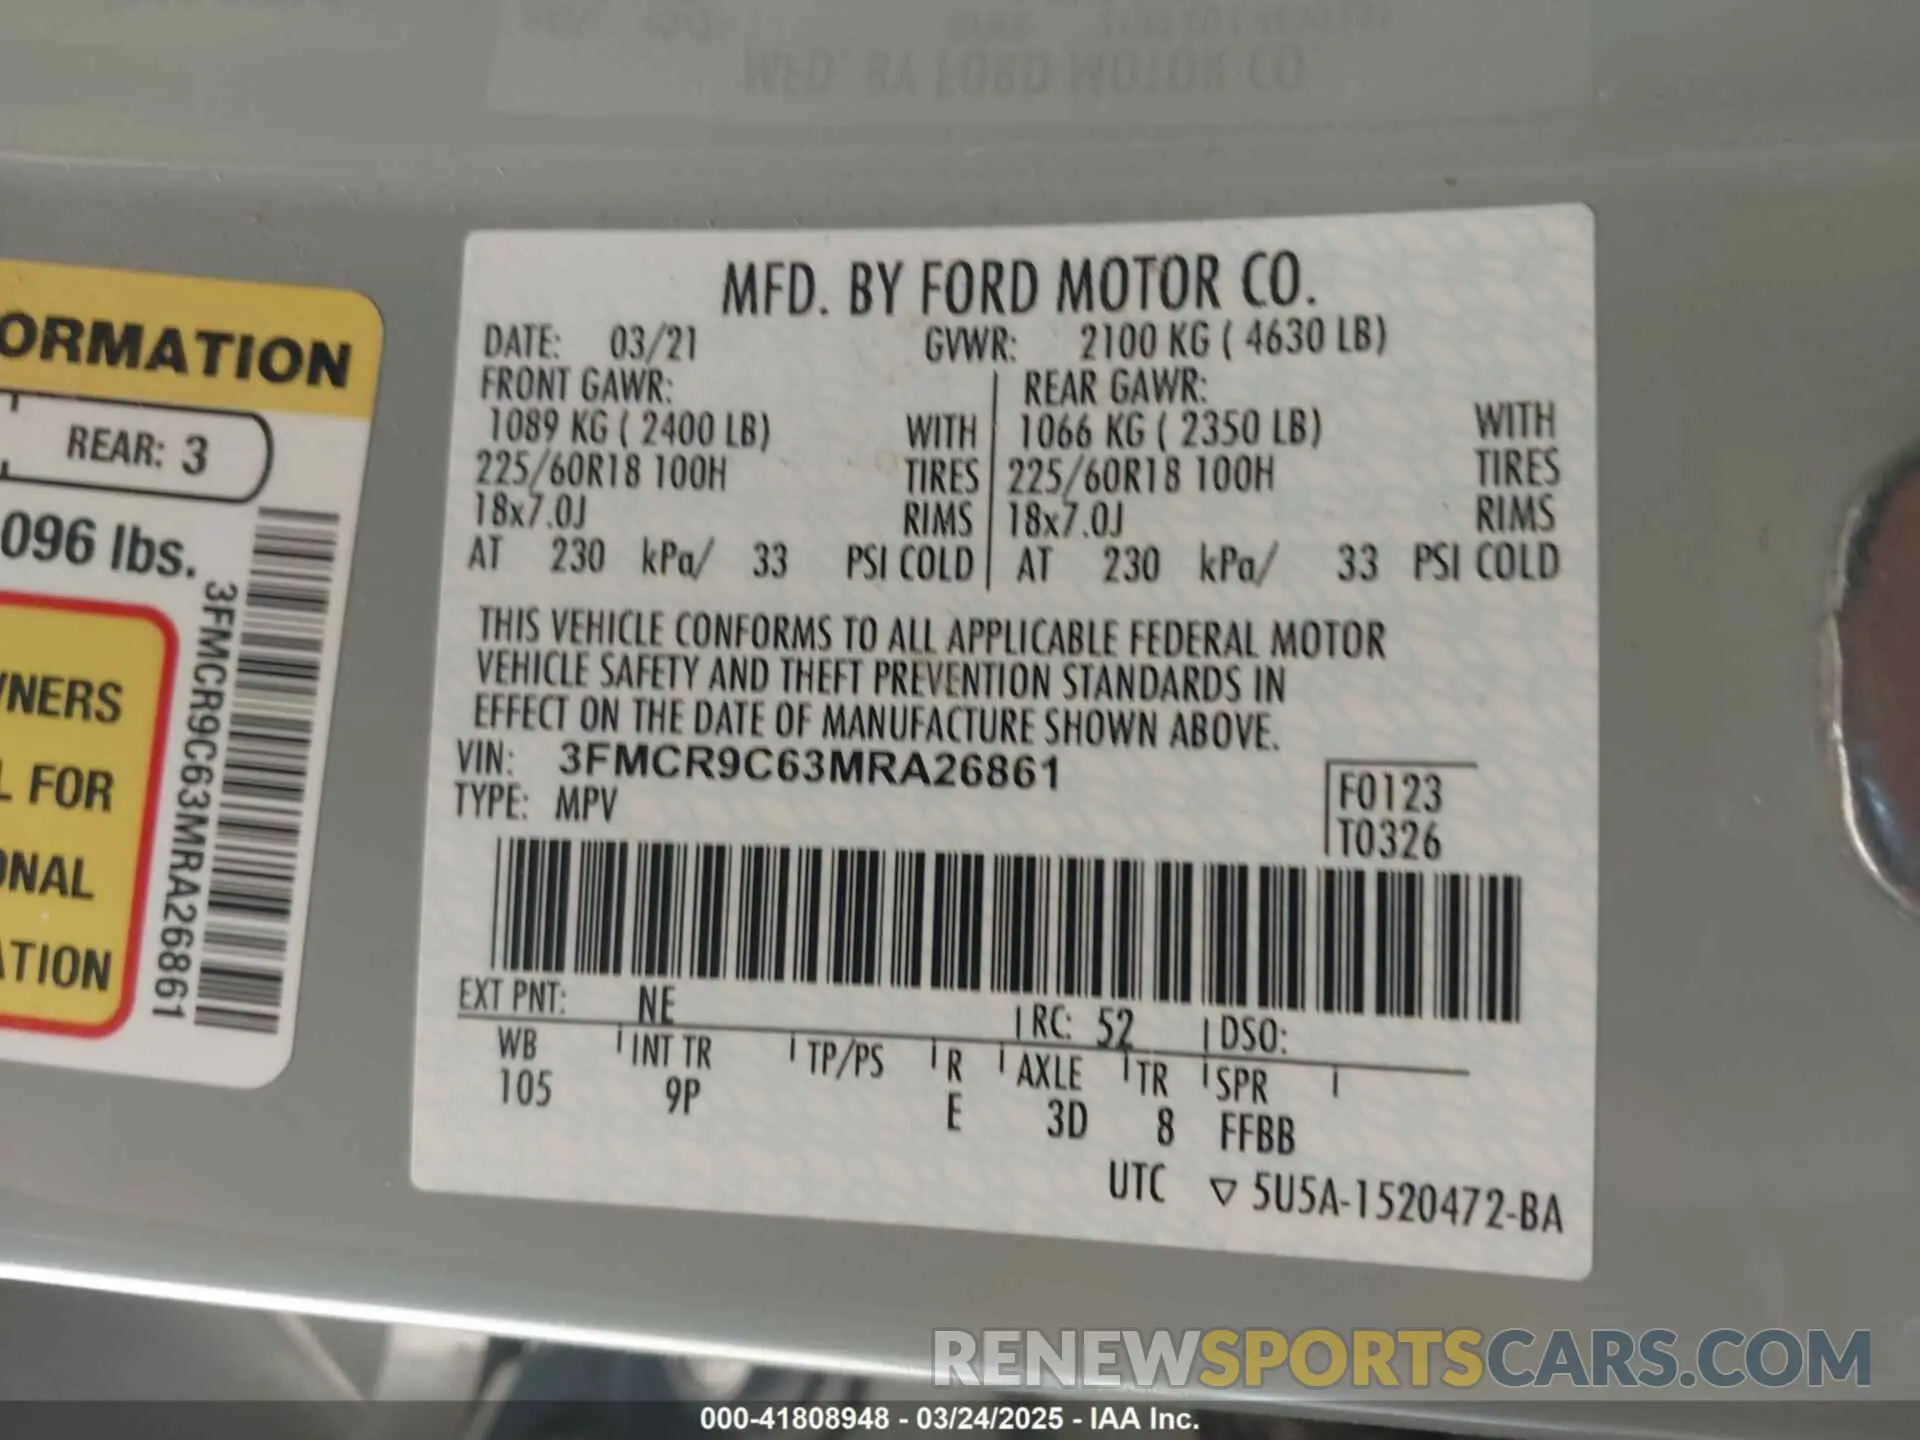 MFD. BY FORD MOTOR CO.
ORMATION
REAR: 3
096 lbs.
3FMCR9C63MRA26861
NERS
L FOR
ONAL
ATION
MFD. BY FORD MOTOR CO.
DATE: 03/21 GVWR: 2100 KG ( 4630 LB)
FRONT GAWR: REAR GAWR:
1089 KG ( 2400 LB) WITH 1066 KG ( 2350 LB) WITH
225/60R18 100H TIRES 225/60R18 100H TIRES
18x7.0J RIMS 18x7.0J RIMS
AT 230 kPa/ 33 PSI COLD AT 230 kPa/ 33 PSI COLD
THIS VEHICLE CONFORMS TO ALL APPLICABLE FEDERAL MOTOR
VEHICLE SAFETY AND THEFT PREVENTION STANDARDS IN
EFFECT ON THE DATE OF MANUFACTURE SHOWN ABOVE.
VIN: 3FMCR9C63MRA26861
TYPE: MPV
F0123
T0326
EXT PNT: NE RC: 52 DSO:
WB INT TR TP/PS R AXLE TR SPR
105 9P E 3D 8 FFBB
UTC ▽ 5U5A-1520472-BA
RENEWSPORTSCARS.COM
000-41808948 - 03/24/2025 - IAA Inc.